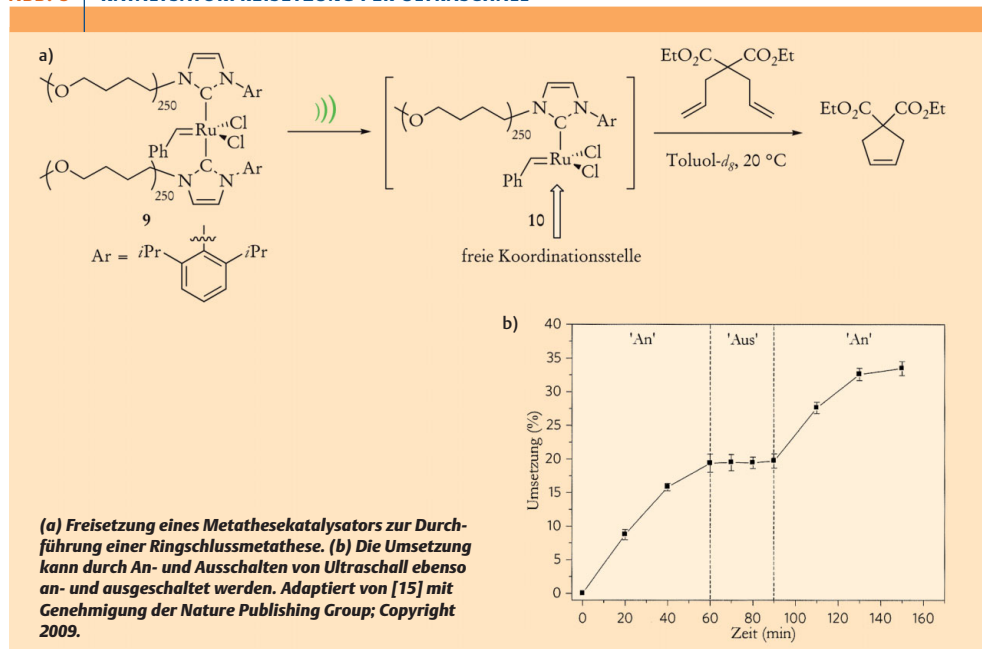 a)
O
250
N
N
Ar
C
Ru
Cl
Cl
Ph
C
O
250
N
N
Ar
9
Ar =
iPr
iPr
O
250
N
N
Ar
C
Ru
Cl
Cl
Ph
10
freie Koordinationsstelle
EtO2C
CO2Et
Toluol-d8, 20 °C
EtO2C
CO2Et
b)
'An'
'Aus'
'An'
40
35
30
25
20
15
10
5
0
Umsetzung (%)
0 20 40 60 80 100 120 140 160
Zeit (min)
(a) Freisetzung eines Metathesekatalysators zur Durch-
führung einer Ringschlussmetathese. (b) Die Umsetzung
kann durch An- und Ausschalten von Ultraschall ebenso
an- und ausgeschaltet werden. Adaptiert von [15] mit
Genehmigung der Nature Publishing Group; Copyright
2009.